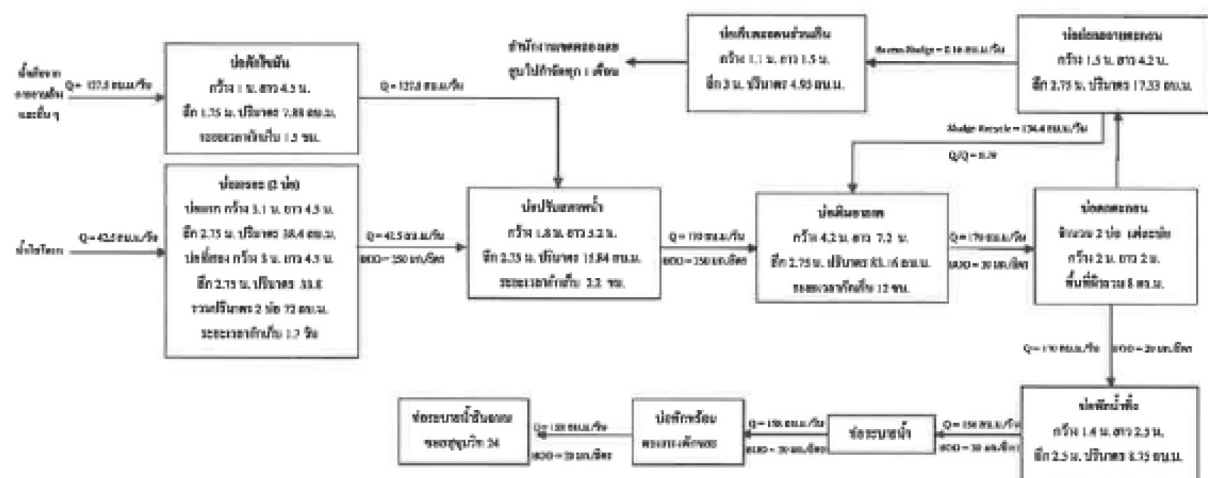 น้ำเสียจาก
การอาบล้าง
และอื่น ๆ
Q = 127.5 ลบ.ม./วัน
บ่อดักไขมัน
กว้าง 1 ม. ยาว 4.5 ม.
ลึก 1.75 ม. ปริมาตร 7.88 ลบ.ม.
ระยะเวลากักเก็บ 1.5 ชม.
Q = 127.5 ลบ.ม./วัน
น้ำโสโครก
Q = 42.5 ลบ.ม./วัน
บ่อเกรอะ (2 บ่อ)
บ่อแรก กว้าง 3.1 ม. ยาว 4.5 ม.
ลึก 2.75 ม. ปริมาตร 38.4 ลบ.ม.
บ่อที่สอง กว้าง 3 ม. ยาว 4.5 ม.
ลึก 2.75 ม. ปริมาตร 33.8
รวมปริมาตร 2 บ่อ 72 ลบ.ม.
ระยะเวลากักเก็บ 1.7 วัน
Q = 42.5 ลบ.ม./วัน
BOD = 250 มก./ลิตร
บ่อปรับสภาพน้ำ
กว้าง 1.8 ม. ยาว 3.2 ม.
ลึก 2.75 ม. ปริมาตร 15.84 ลบ.ม.
ระยะเวลากักเก็บ 2.2 ชม.
Q = 170 ลบ.ม./วัน
BOD = 250 มก./ลิตร
บ่อเติมอากาศ
กว้าง 4.2 ม. ยาว 7.2 ม.
ลึก 2.75 ม. ปริมาตร 83.16 ลบ.ม.
ระยะเวลากักเก็บ 12 ชม.
Q = 170 ลบ.ม./วัน
BOD = 20 มก./ลิตร
บ่อตกตะกอน
จำนวน 2 บ่อ แต่ละบ่อ
กว้าง 2 ม. ยาว 2 ม.
พื้นที่ผิวรวม 8 ตร.ม.
บ่อย่อยสลายตะกอน
กว้าง 1.5 ม. ยาว 4.2 ม.
ลึก 2.75 ม. ปริมาตร 17.33 ลบ.ม.
Excess Sludge = 0.16 ลบ.ม./วัน
Sludge Recycle = 134.4 ลบ.ม./วัน
Q/Q = 0.79
บ่อเก็บตะกอนส่วนเกิน
กว้าง 1.1 ม. ยาว 1.5 ม.
ลึก 3 ม. ปริมาตร 4.95 ลบ.ม.
สำนักงานเขตคลองเตย
สูบไปกำจัดทุก 1 เดือน
Q = 170 ลบ.ม./วัน
BOD = 20 มก./ลิตร
บ่อพักน้ำทิ้ง
กว้าง 1.4 ม. ยาว 2.5 ม.
ลึก 2.5 ม. ปริมาตร 8.75 ลบ.ม.
ลบ.ม./วัน
BOD = 20 มก./ลิตร
ท่อระบายน้ำ
ลบ.ม./วัน
BOD = 20 มก./ลิตร
บ่อพักพร้อม
ตะแกรงดักขยะ
ลบ.ม./วัน
BOD = 20 มก./ลิตร
ท่อระบายน้ำริมถนน
ซอยสุขุมวิท 24